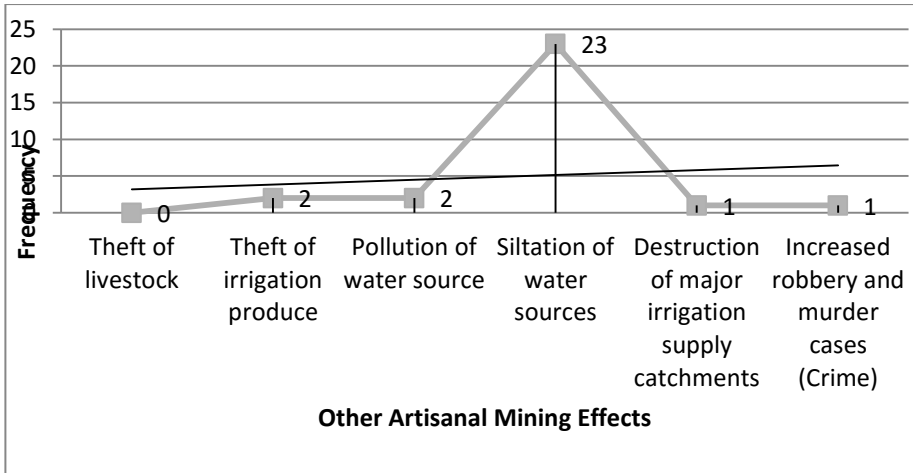 25
20
15
10
Frequency
0
2
2
23
1
1
Theft of
livestock
Theft of
irrigation
produce
Pollution of
water source
Siltation of
water
sources
Destruction
of major
irrigation
supply
catchments
Increased
robbery and
murder
cases
(Crime)
Other Artisanal Mining Effects